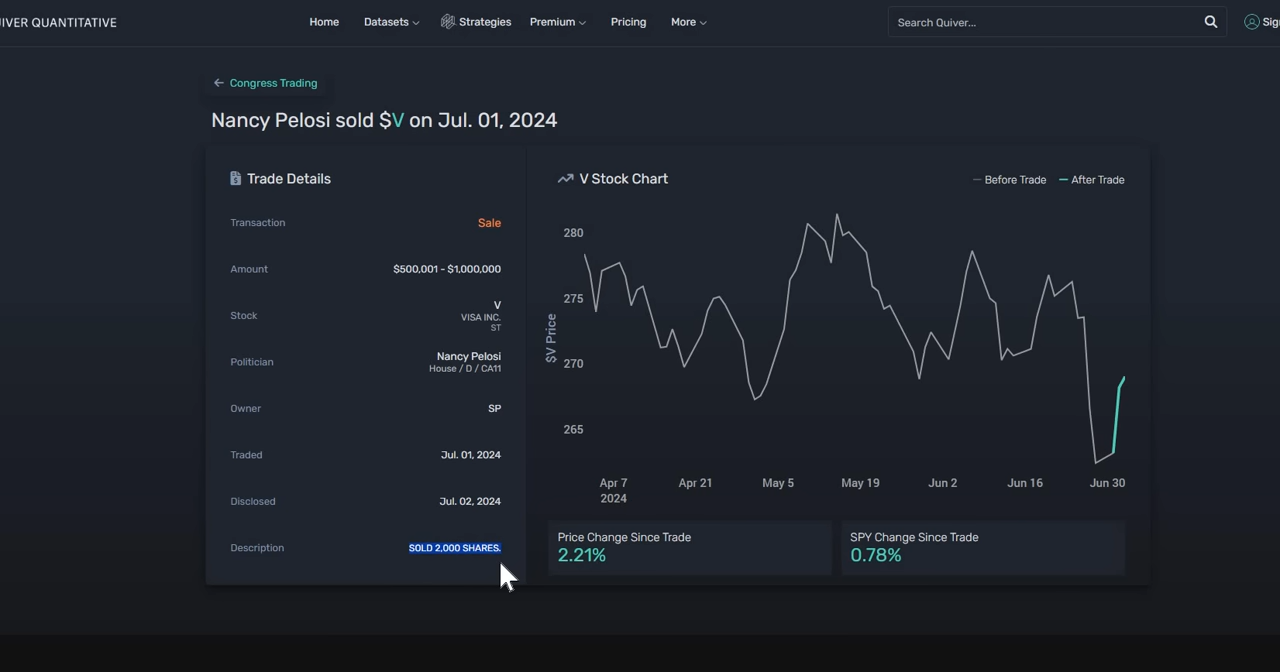 UIVER QUANTITATIVE
Home
Datasets
Strategies
Premium
Pricing
More
Search Quiver...
Congress Trading
Nancy Pelosi sold $V on Jul. 01, 2024
Trade Details
Transaction
Sale
Amount
$500,001 - $1,000,000
Stock
V
VISA INC.
ST
Politician
Nancy Pelosi
House / D / CA11
Owner
SP
Traded
Jul. 01, 2024
Disclosed
Jul. 02, 2024
Description
SOLD 2,000 SHARES.
V Stock Chart
Before Trade
After Trade
$V Price
280
275
270
265
Apr 7
2024
Apr 21
May 5
May 19
Jun 2
Jun 16
Jun 30
Price Change Since Trade
2.21%
SPY Change Since Trade
0.78%